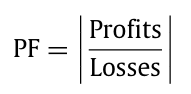 PF = | Profits / Losses |